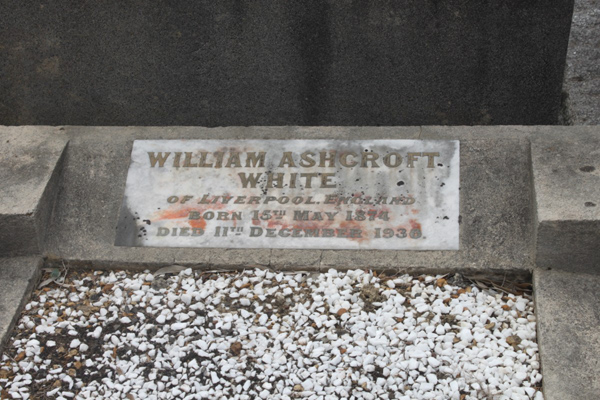 WILLIAM ASHCROFT
WHITE
OF LIVERPOOL, ENGLAND
BORN 15TH MAY 1874
DIED 11TH DECEMBER 1938.